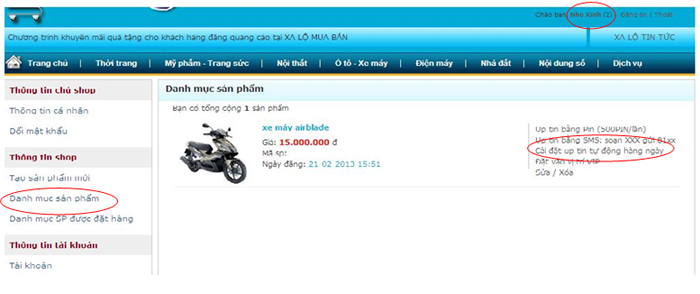 Chào bạn: Nho Xinh (2) Đăng tin | Thoát
Chương trình khuyến mãi quà tặng cho khách hàng đăng quảng cáo tại XA LỘ MUA BÁN
XA LỘ TIN TỨC
Trang chủ | Thời trang | Mỹ phẩm - Trang sức | Nội thất | Ô tô - Xe máy | Điện máy | Nhà đất | Nội dung số | Dịch vụ
Thông tin chủ shop
Thông tin cá nhân
Đổi mật khẩu
Thông tin shop
Tạo sản phẩm mới
Danh mục sản phẩm
Danh mục SP được đặt hàng
Thông tin tài khoản
Tài khoản
Danh mục sản phẩm
Bạn có tổng cộng 1 sản phẩm
xe máy airblade
Giá: 15.000.000 đ
Mã sp:
Ngày đăng: 21-02-2013 15:51
Up tin bằng Pin (500PIN/lần)
Up tin bằng SMS: soạn XXX gửi 81xx
Cài đặt up tin tự động hàng ngày
Đặt vào vị trí VIP
Sửa / Xóa